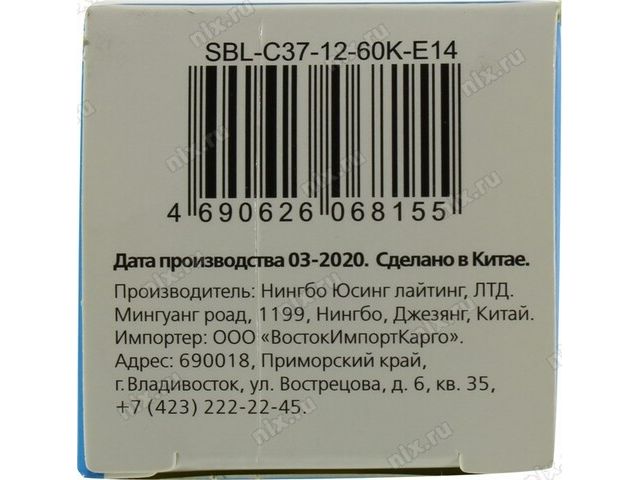 SBL-C37-12-60K-E14
4 690626 068155
Дата производства 03-2020. Сделано в Китае.
Производитель: Нингбо Юсинг лайтинг, ЛТД.
Мингуанг роад, 1199, Нингбо, Джезянг, Китай.
Импортер: ООО «ВостокИмпортКарго».
Адрес: 690018, Приморский край,
г.Владивосток, ул. Вострецова, д. 6, кв. 35,
+7 (423) 222-22-45.
nix.ru